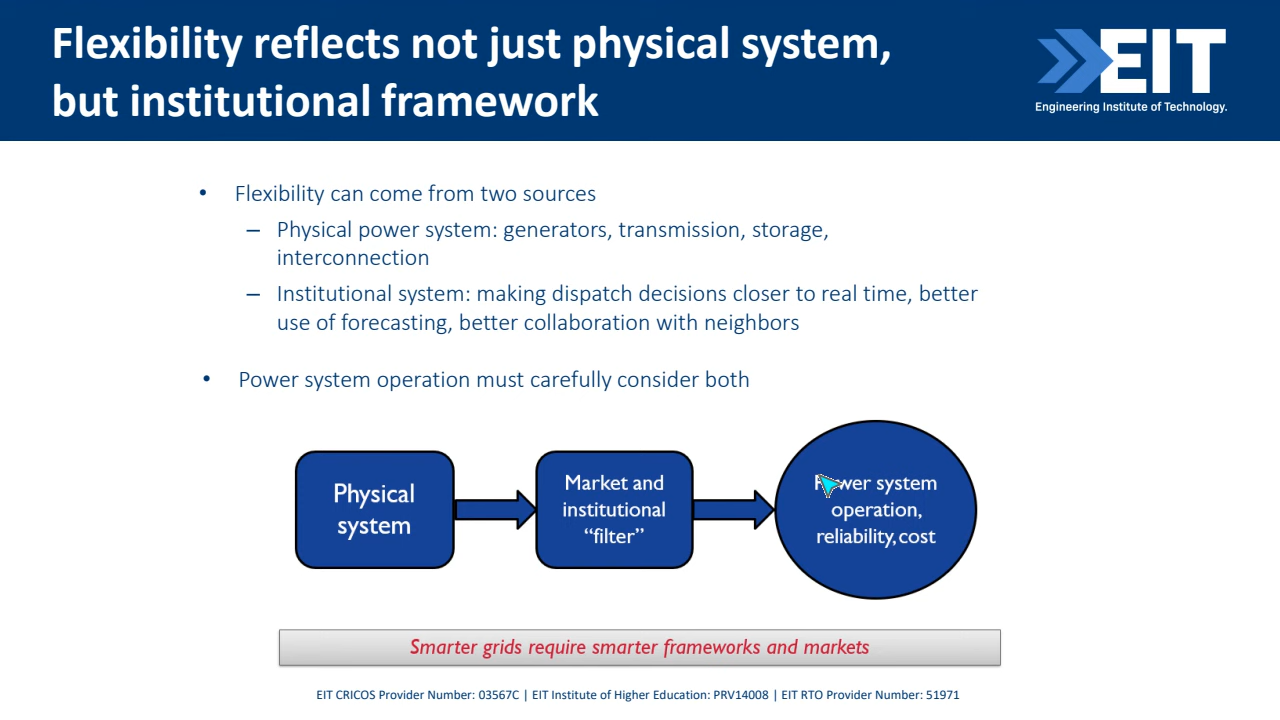 Flexibility reflects not just physical system,
but institutional framework
EIT
Engineering Institute of Technology.
• Flexibility can come from two sources
– Physical power system: generators, transmission, storage,
interconnection
– Institutional system: making dispatch decisions closer to real time, better
use of forecasting, better collaboration with neighbors
• Power system operation must carefully consider both
Physical
system
Market and
institutional
“filter”
Power system
operation,
reliability, cost
Smarter grids require smarter frameworks and markets
EIT CRICOS Provider Number: 03567C | EIT Institute of Higher Education: PRV14008 | EIT RTO Provider Number: 51971